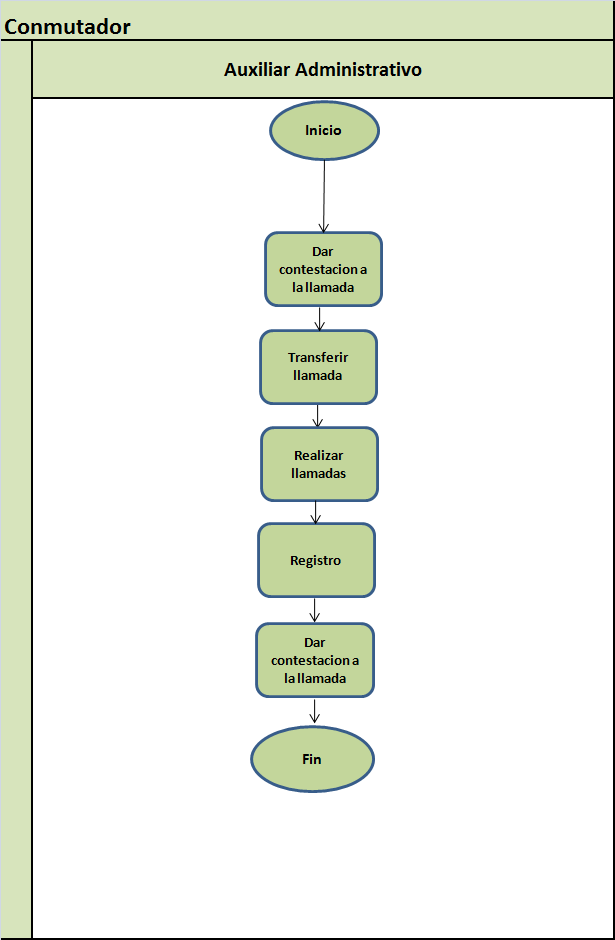 Conmutador
Auxiliar Administrativo
Inicio
Dar
contestacion a
la llamada
Transferir
llamada
Realizar
llamadas
Registro
Dar
contestacion a
la llamada
Fin